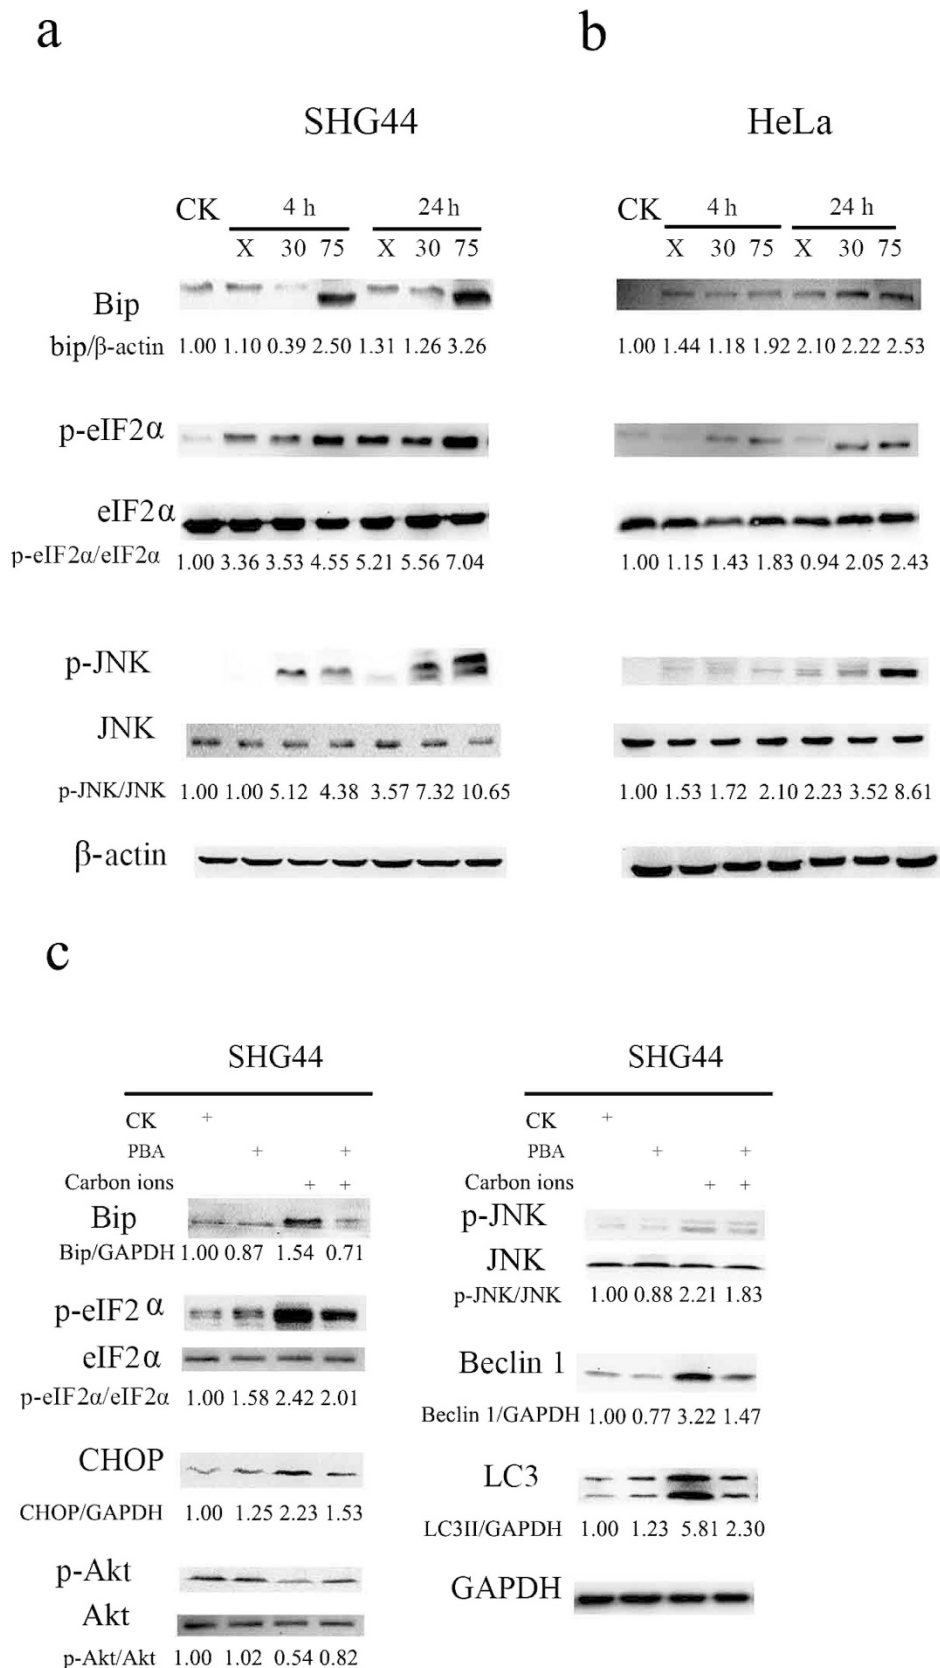 a
SHG44
CK 4 h 24 h
X 30 75 X 30 75
Bip
bip/β-actin 1.00 1.10 0.39 2.50 1.31 1.26 3.26
p-eIF2α
eIF2α
p-eIF2α/eIF2α 1.00 3.36 3.53 4.55 5.21 5.56 7.04
p-JNK
JNK
p-JNK/JNK 1.00 1.00 5.12 4.38 3.57 7.32 10.65
β-actin
b
HeLa
CK 4 h 24 h
X 30 75 X 30 75
1.00 1.44 1.18 1.92 2.10 2.22 2.53
1.00 1.15 1.43 1.83 0.94 2.05 2.43
1.00 1.53 1.72 2.10 2.23 3.52 8.61
c
SHG44
CK +
PBA + +
Carbon ions + +
Bip
Bip/GAPDH 1.00 0.87 1.54 0.71
p-eIF2 α
eIF2α
p-eIF2α/eIF2α 1.00 1.58 2.42 2.01
CHOP
CHOP/GAPDH 1.00 1.25 2.23 1.53
p-Akt
Akt
p-Akt/Akt 1.00 1.02 0.54 0.82
SHG44
CK +
PBA + +
Carbon ions + +
p-JNK
JNK
p-JNK/JNK 1.00 0.88 2.21 1.83
Beclin 1
Beclin 1/GAPDH 1.00 0.77 3.22 1.47
LC3
LC3II/GAPDH 1.00 1.23 5.81 2.30
GAPDH